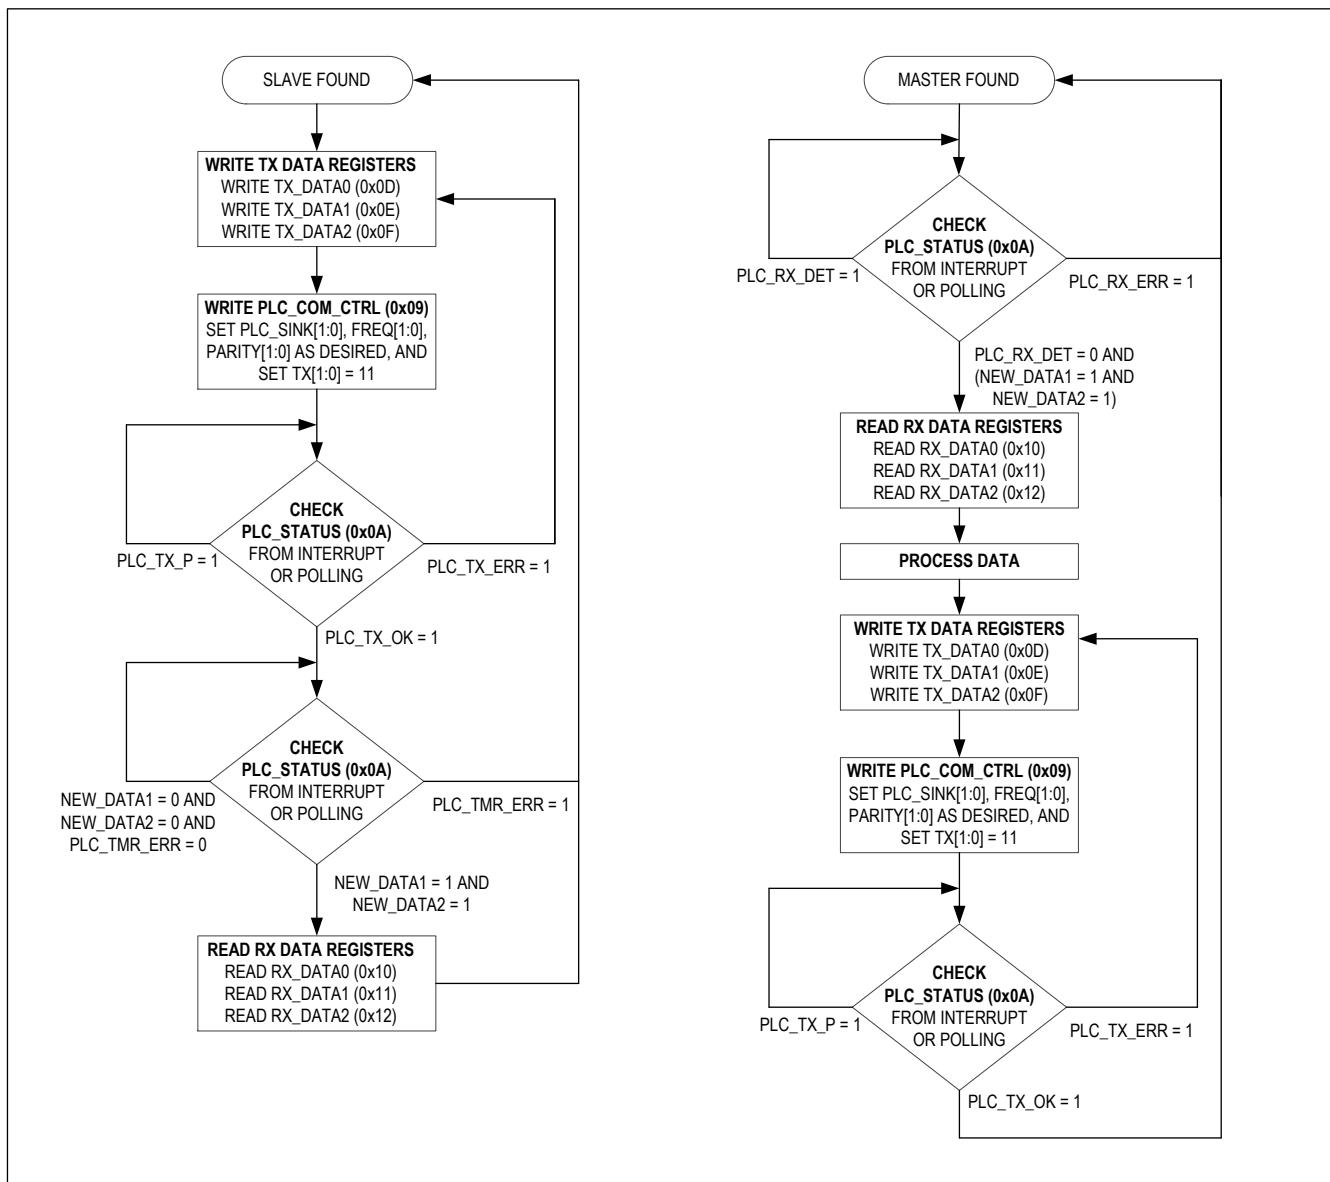 SLAVE FOUND
WRITE TX DATA REGISTERS
WRITE TX_DATA0 (0x0D)
WRITE TX_DATA1 (0x0E)
WRITE TX_DATA2 (0x0F)
WRITE PLC_COM_CTRL (0x09)
SET PLC_SINK[1:0], FREQ[1:0],
PARITY[1:0] AS DESIRED, AND
SET TX[1:0] = 11
CHECK
PLC_STATUS (0x0A)
FROM INTERRUPT
OR POLLING
PLC_TX_P = 1
PLC_TX_ERR = 1
PLC_TX_OK = 1
CHECK
PLC_STATUS (0x0A)
FROM INTERRUPT
OR POLLING
NEW_DATA1 = 0 AND
NEW_DATA2 = 0 AND
PLC_TMR_ERR = 0
PLC_TMR_ERR = 1
NEW_DATA1 = 1 AND
NEW_DATA2 = 1
READ RX DATA REGISTERS
READ RX_DATA0 (0x10)
READ RX_DATA1 (0x11)
READ RX_DATA2 (0x12)
MASTER FOUND
CHECK
PLC_STATUS (0x0A)
FROM INTERRUPT
OR POLLING
PLC_RX_DET = 1
PLC_RX_ERR = 1
PLC_RX_DET = 0 AND
(NEW_DATA1 = 1 AND
NEW_DATA2 = 1)
READ RX DATA REGISTERS
READ RX_DATA0 (0x10)
READ RX_DATA1 (0x11)
READ RX_DATA2 (0x12)
PROCESS DATA
WRITE TX DATA REGISTERS
WRITE TX_DATA0 (0x0D)
WRITE TX_DATA1 (0x0E)
WRITE TX_DATA2 (0x0F)
WRITE PLC_COM_CTRL (0x09)
SET PLC_SINK[1:0], FREQ[1:0],
PARITY[1:0] AS DESIRED, AND
SET TX[1:0] = 11
CHECK
PLC_STATUS (0x0A)
FROM INTERRUPT
OR POLLING
PLC_TX_P = 1
PLC_TX_ERR = 1
PLC_TX_OK = 1